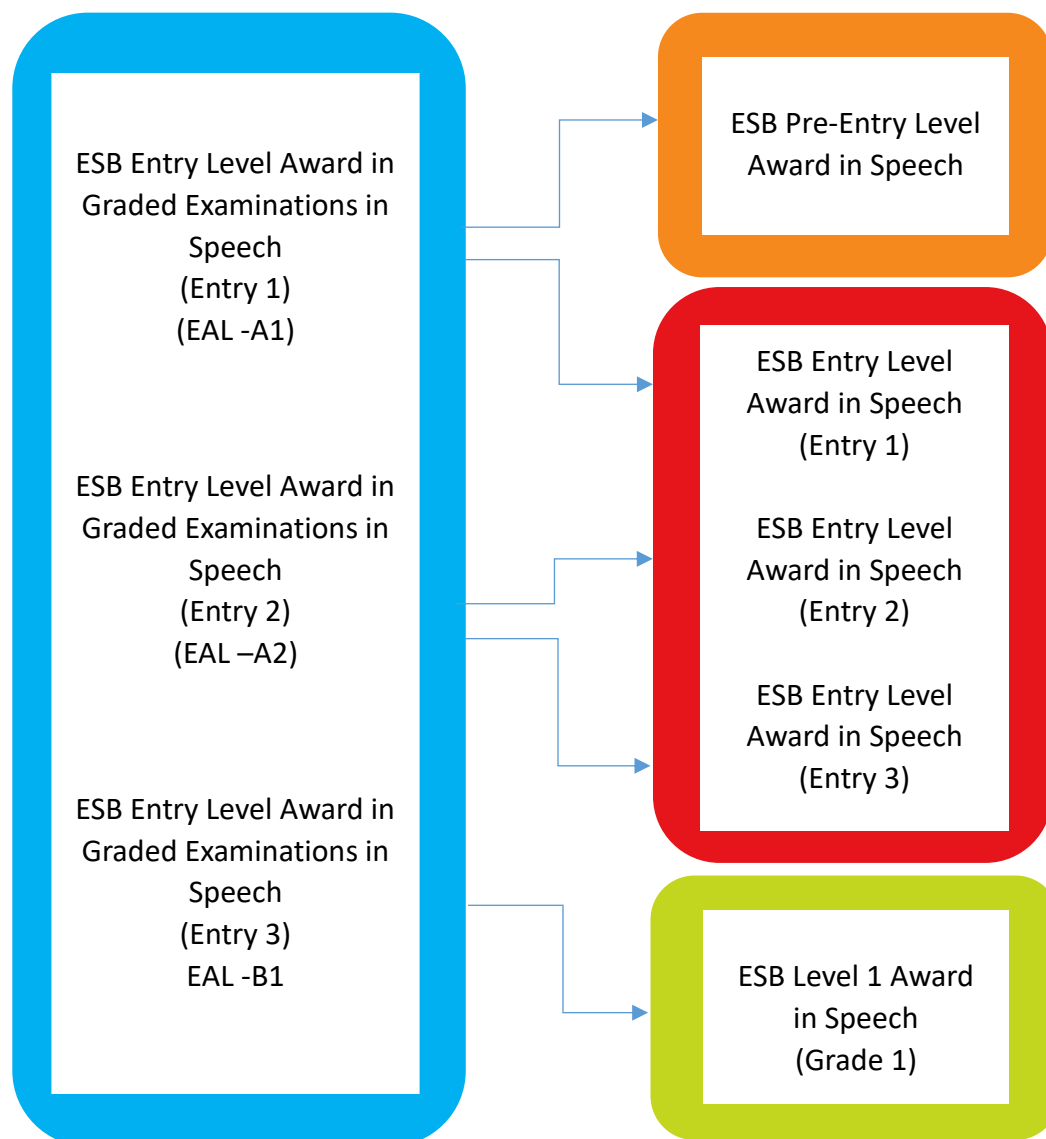 ESB Entry Level Award in
Graded Examinations in
Speech
(Entry 1)
(EAL -A1)
ESB Entry Level Award in
Graded Examinations in
Speech
(Entry 2)
(EAL –A2)
ESB Entry Level Award in
Graded Examinations in
Speech
(Entry 3)
EAL -B1
ESB Pre-Entry Level
Award in Speech
ESB Entry Level
Award in Speech
(Entry 1)
ESB Entry Level
Award in Speech
(Entry 2)
ESB Entry Level
Award in Speech
(Entry 3)
ESB Level 1 Award
in Speech
(Grade 1)